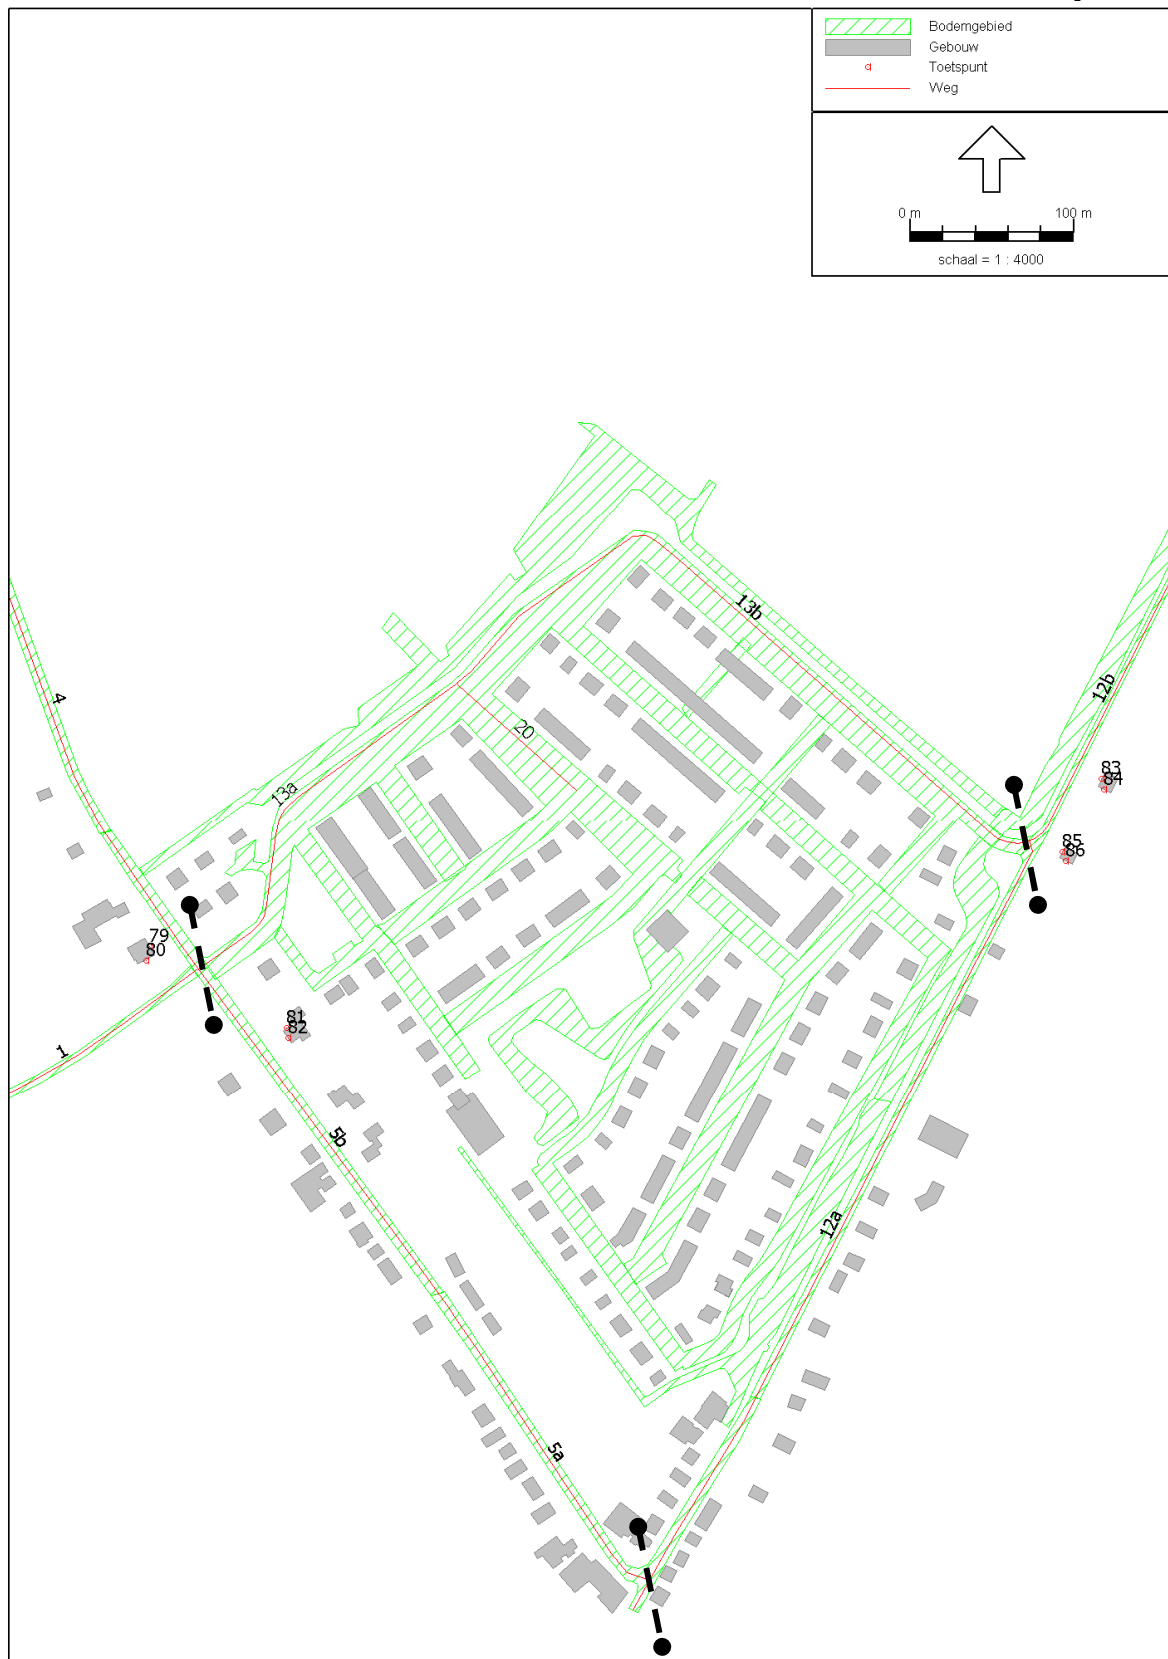 Bodemgebied
Gebouw
Toetspunt
Weg
0 m 100 m
schaal = 1 : 4000
13b
12b
4
20
83
84
13a
85
86
79
80
81
82
1
5b
12a
5a